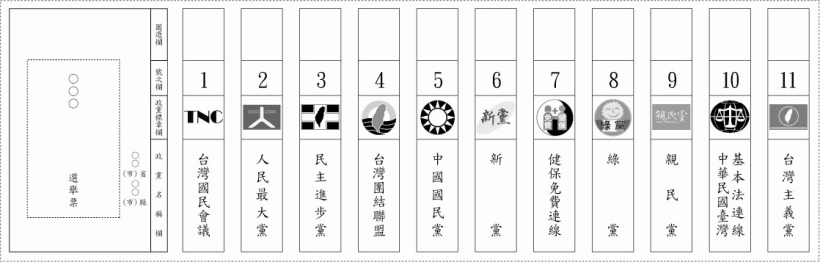 〇〇〇
選舉票
〇〇(市)省
〇〇(市)縣
圈選欄
號次欄
政黨標章欄
政黨名稱欄
1
TNC
台灣國民會議
2
人民最大黨
3
民主進步黨
4
台灣團結聯盟
5
中國國民黨
6
新黨
新黨
7
健保免費連線
8
綠黨
綠黨
9
親民黨
親民黨
10
中華民國臺灣
基本法連線
11
台灣主義黨